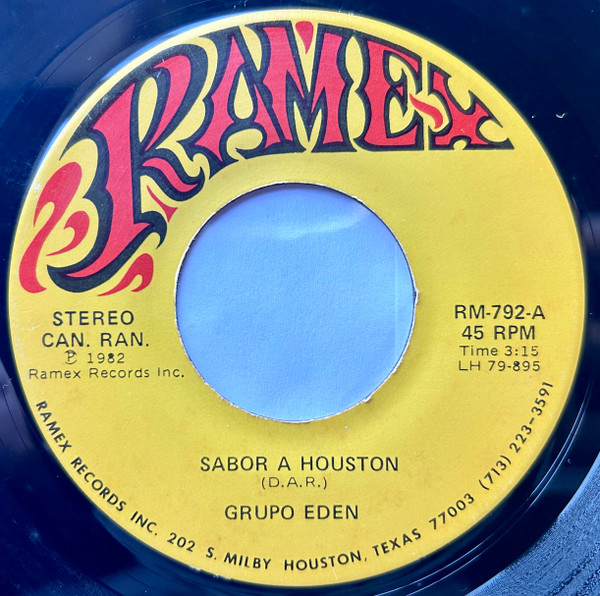 RAMEX
STEREO
CAN. RAN.
Ⓟ 1982
Ramex Records Inc.
RM-792-A
45 RPM
Time 3:15
LH 79-895
SABOR A HOUSTON
(D.A.R.)
GRUPO EDEN
RAMEX RECORDS INC. 202 S. MILBY HOUSTON, TEXAS 77003 (713) 223-3591